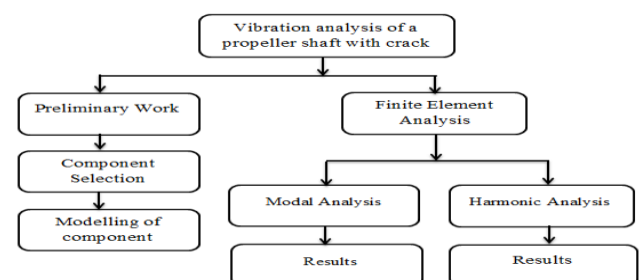 Vibration analysis of a
propeller shaft with crack
Preliminary Work
Finite Element
Analysis
Component
Selection
Modelling of
component
Modal Analysis
Harmonic Analysis
Results
Results